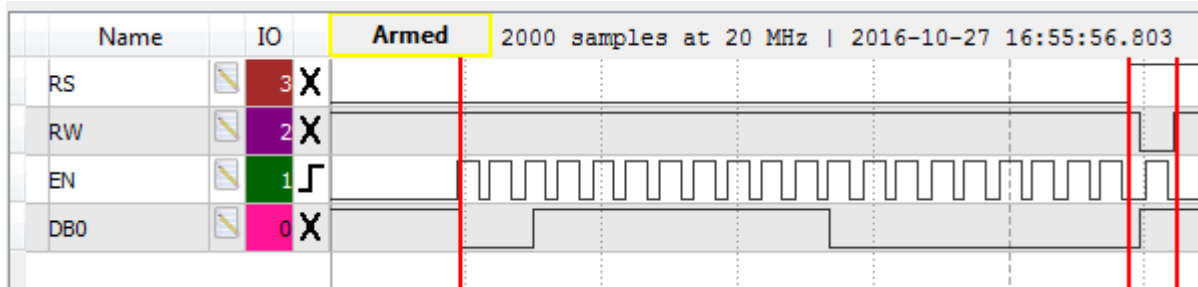 Name IO Armed 2000 samples at 20 MHz | 2016-10-27 16:55:56.803
RS 3
RW 2
EN 1
DB0 0